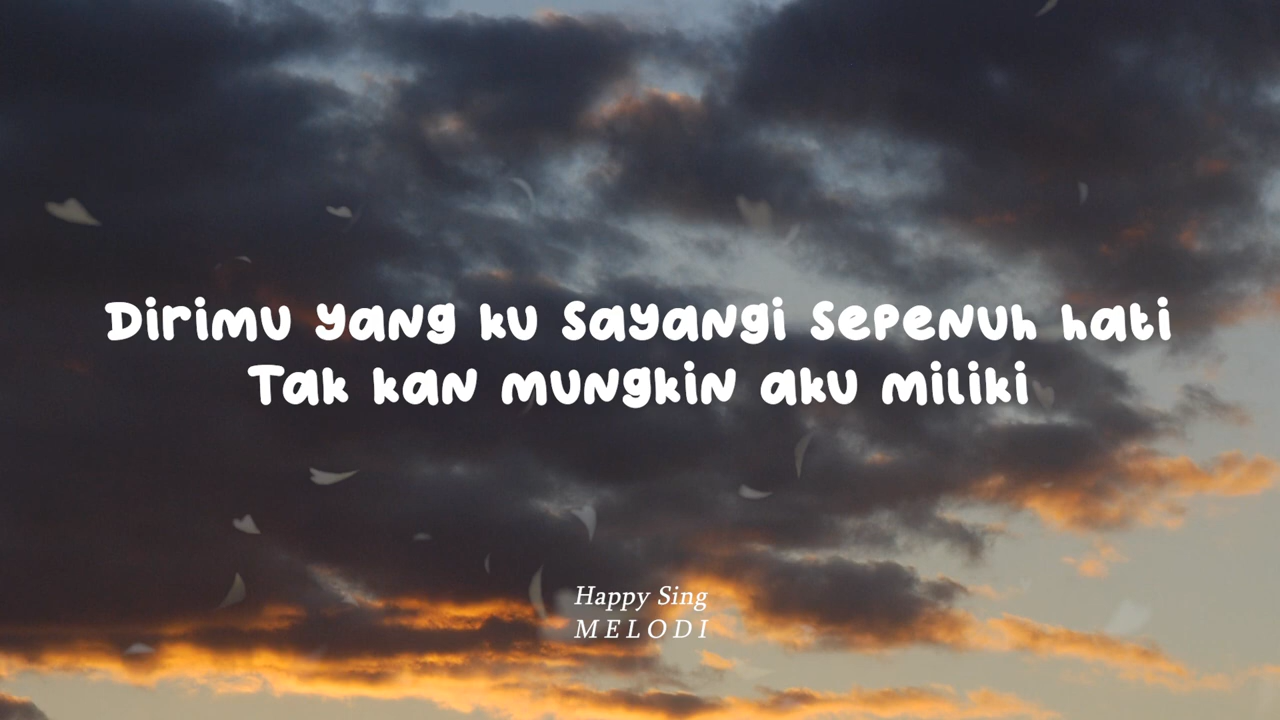 Dirimu yang ku sayangi sepenuh hati
Tak kan mungkin aku miliki
Happy Sing
MELODI